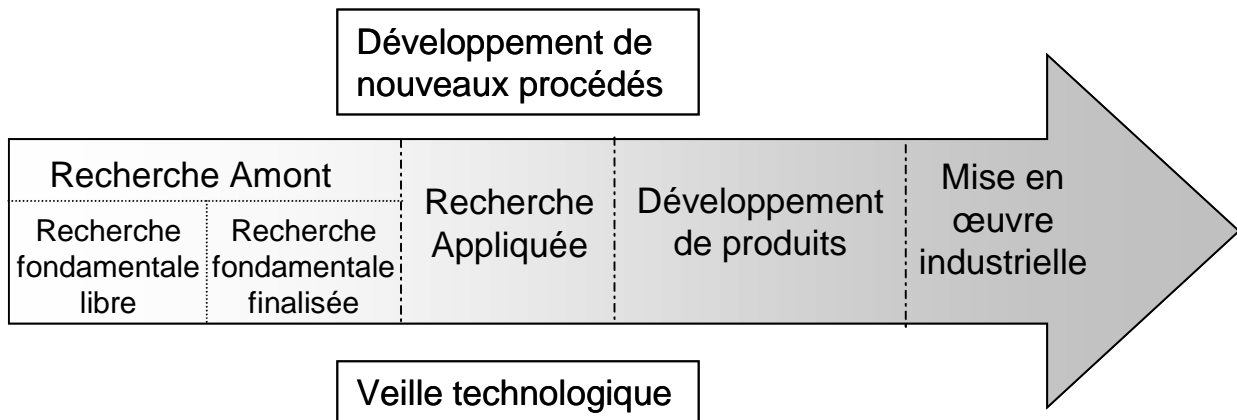 Développement de
nouveaux procédés
Recherche Amont
Recherche
fondamentale
libre
Recherche
fondamentale
finalisée
Recherche
Appliquée
Développement
de produits
Mise en
œuvre
industrielle
Veille technologique